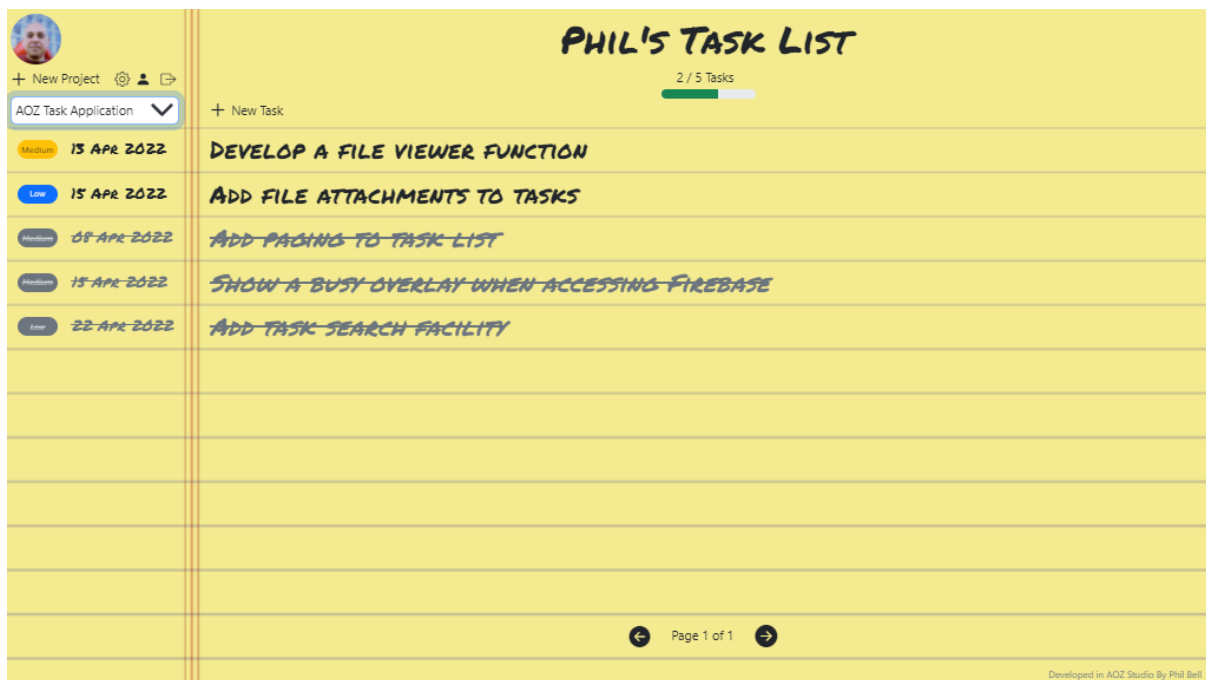 Phil's Task List
2 / 5 Tasks
+ New Project
AOZ Task Application
+ New Task
Medium 13 Apr 2022 Develop a file viewer function
Low 15 Apr 2022 Add file attachments to tasks
Medium 08 Apr 2022 Add paging to task list
Medium 15 Apr 2022 Show a busy overlay when accessing Firebase
Low 22 Apr 2022 Add task search facility
Page 1 of 1
Developed in AOZ Studio By Phil Bell